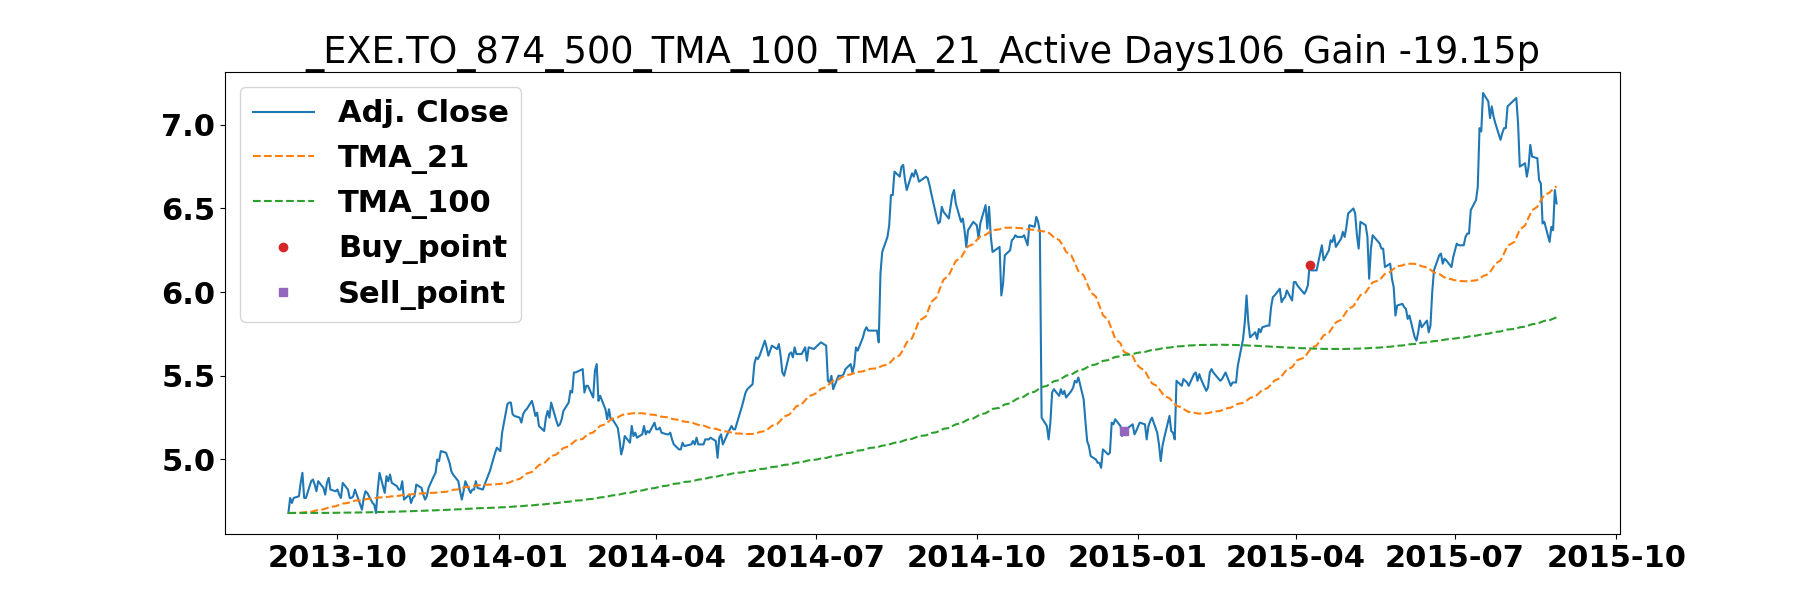 _EXE.TO_874_500_TMA_100_TMA_21_Active Days106_Gain -19.15p
Adj. Close
TMA_21
TMA_100
Buy_point
Sell_point
7.0
6.5
6.0
5.5
5.0
2013-10 2014-01 2014-04 2014-07 2014-10 2015-01 2015-04 2015-07 2015-10